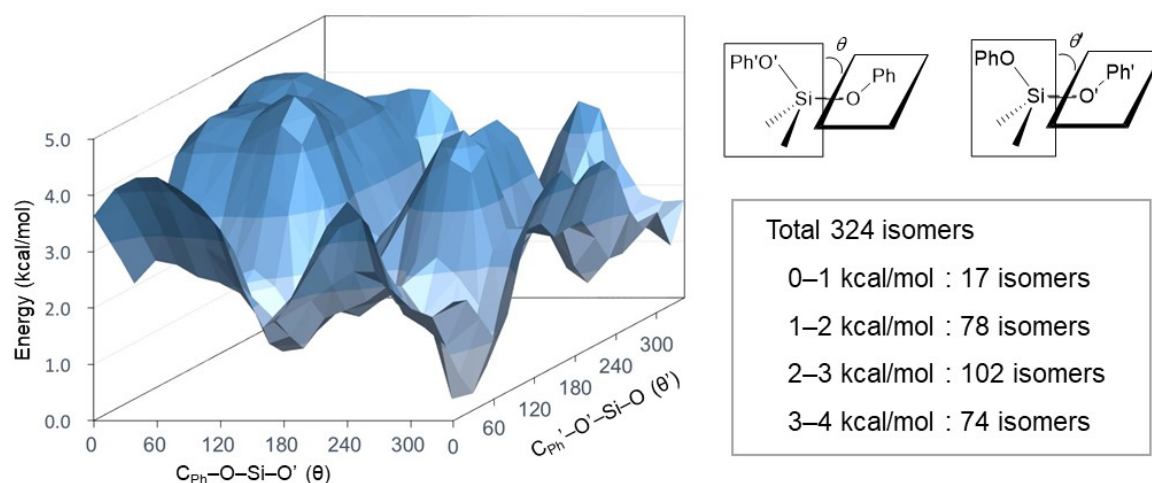 Energy (kcal/mol)
5.0
4.0
3.0
2.0
1.0
0.0
0 60 120 180 240 300
C_Ph–O–Si–O' (θ)
0 60 120 180 240 300
C_Ph'–O'–Si–O (θ')
Ph'O' θ Ph
Si O
PhO θ' Ph'
Si O'
Total 324 isomers
0–1 kcal/mol : 17 isomers
1–2 kcal/mol : 78 isomers
2–3 kcal/mol : 102 isomers
3–4 kcal/mol : 74 isomers